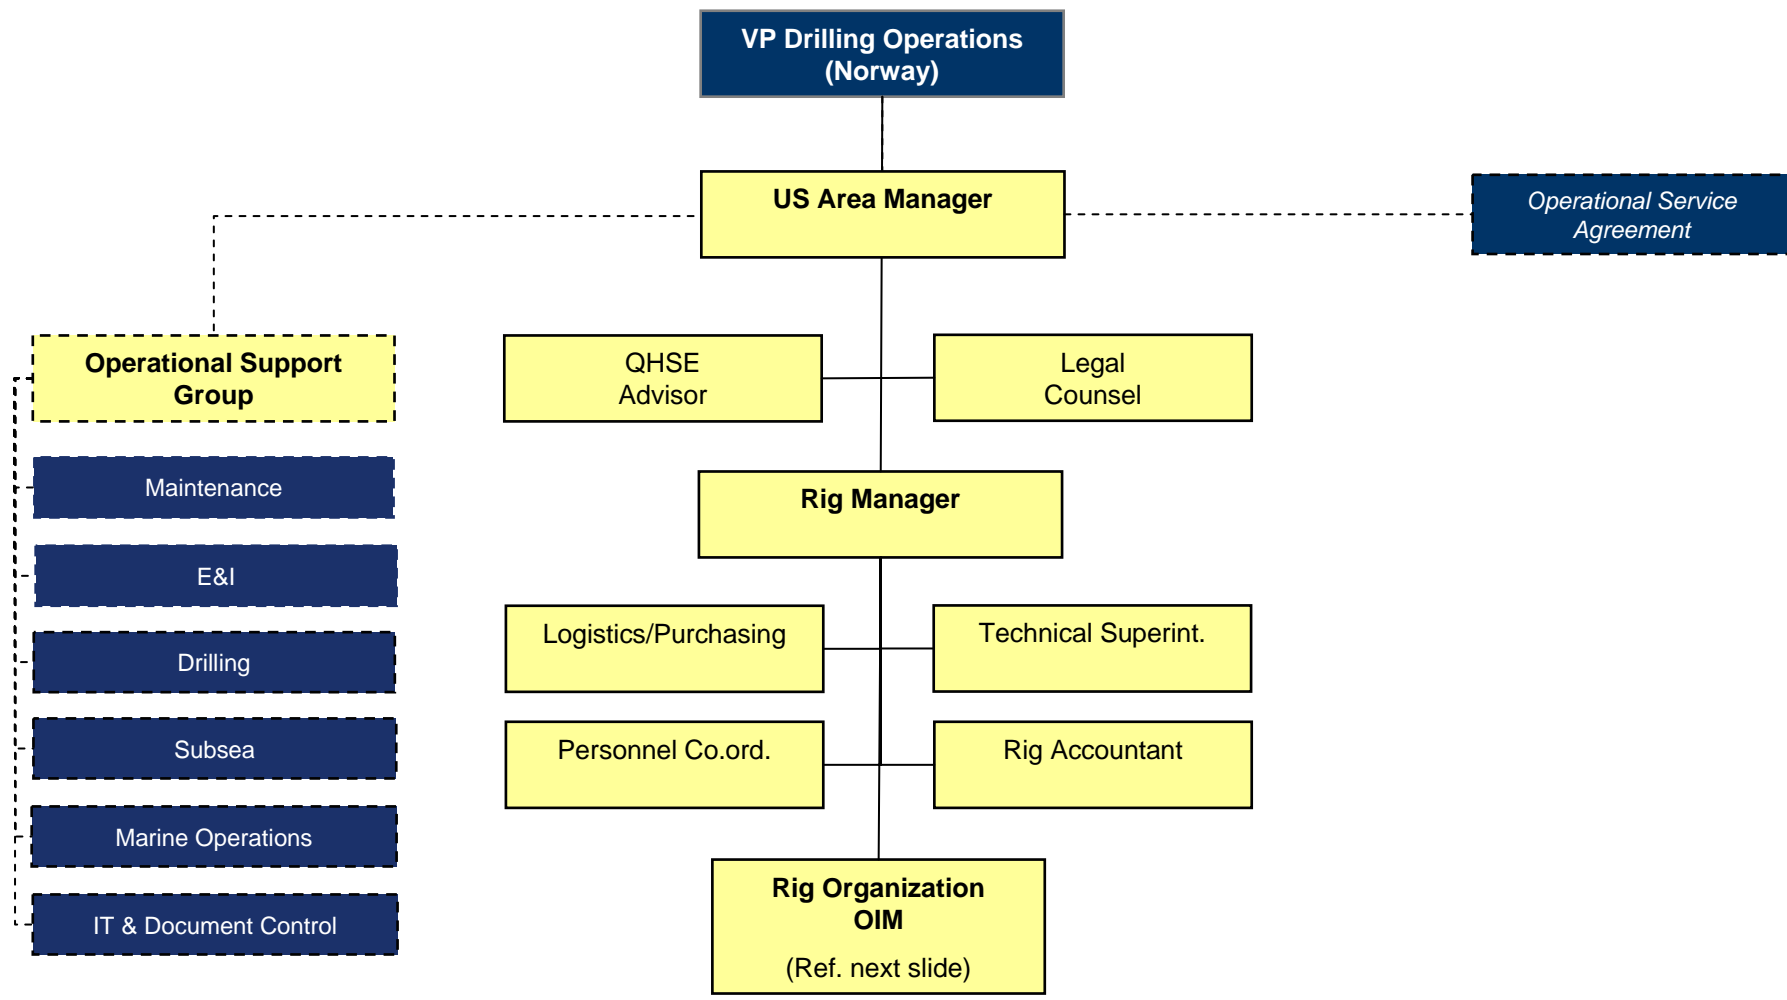 VP Drilling Operations
(Norway)
US Area Manager
Operational Service
Agreement
Operational Support
Group
QHSE
Advisor
Legal
Counsel
Maintenance
Rig Manager
E&I
Logistics/Purchasing
Technical Superint.
Drilling
Subsea
Personnel Co.ord.
Rig Accountant
Marine Operations
Rig Organization
OIM
(Ref. next slide)
IT & Document Control